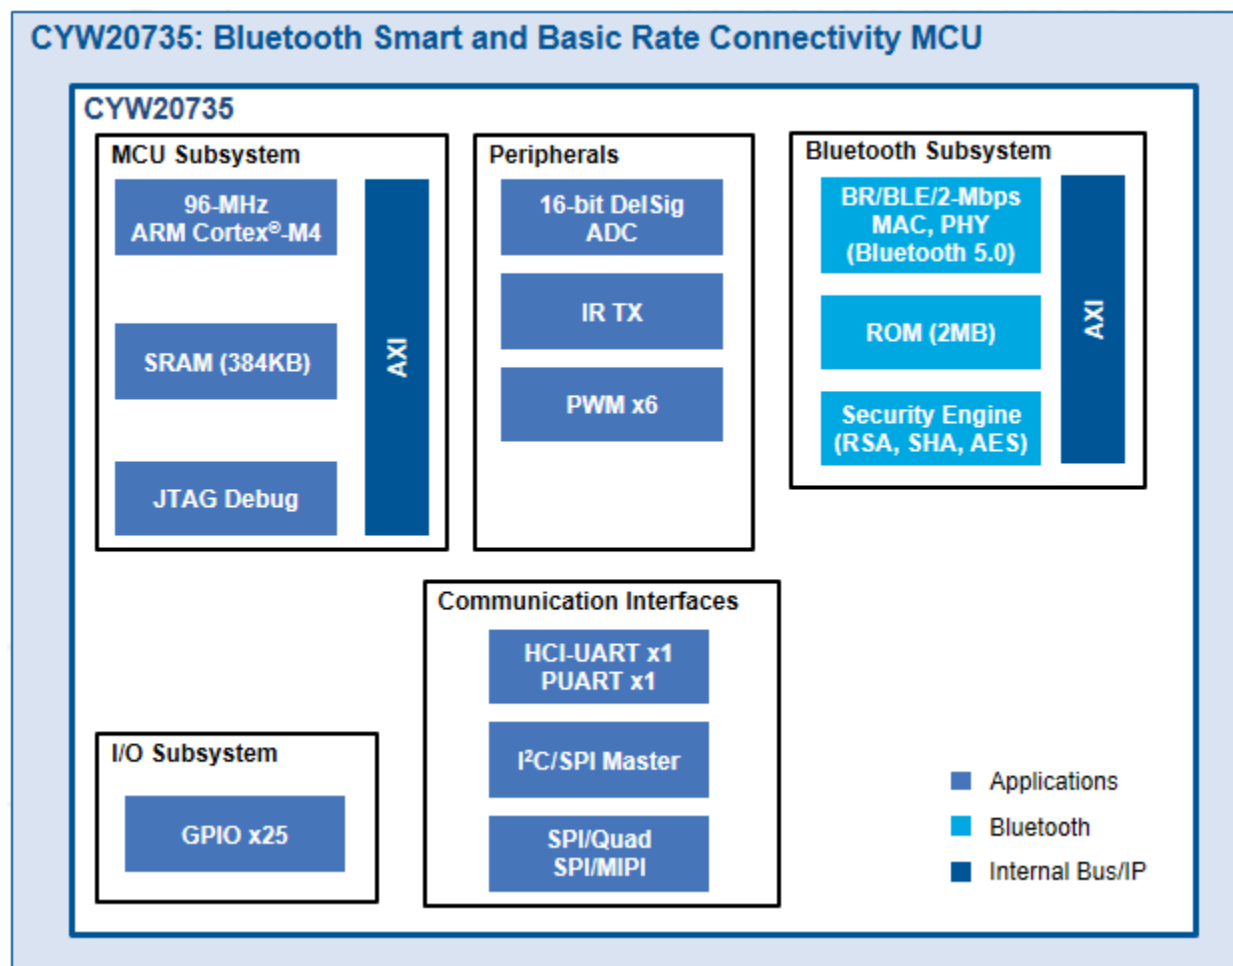 CYW20735: Bluetooth Smart and Basic Rate Connectivity MCU
CYW20735
MCU Subsystem
96-MHz
ARM Cortex®-M4
SRAM (384KB)
JTAG Debug
AXI
Peripherals
16-bit DelSig
ADC
IR TX
PWM x6
Bluetooth Subsystem
BR/BLE/2-Mbps
MAC, PHY
(Bluetooth 5.0)
ROM (2MB)
Security Engine
(RSA, SHA, AES)
AXI
Communication Interfaces
HCI-UART x1
PUART x1
I²C/SPI Master
SPI/Quad
SPI/MIPI
I/O Subsystem
GPIO x25
Applications
Bluetooth
Internal Bus/IP